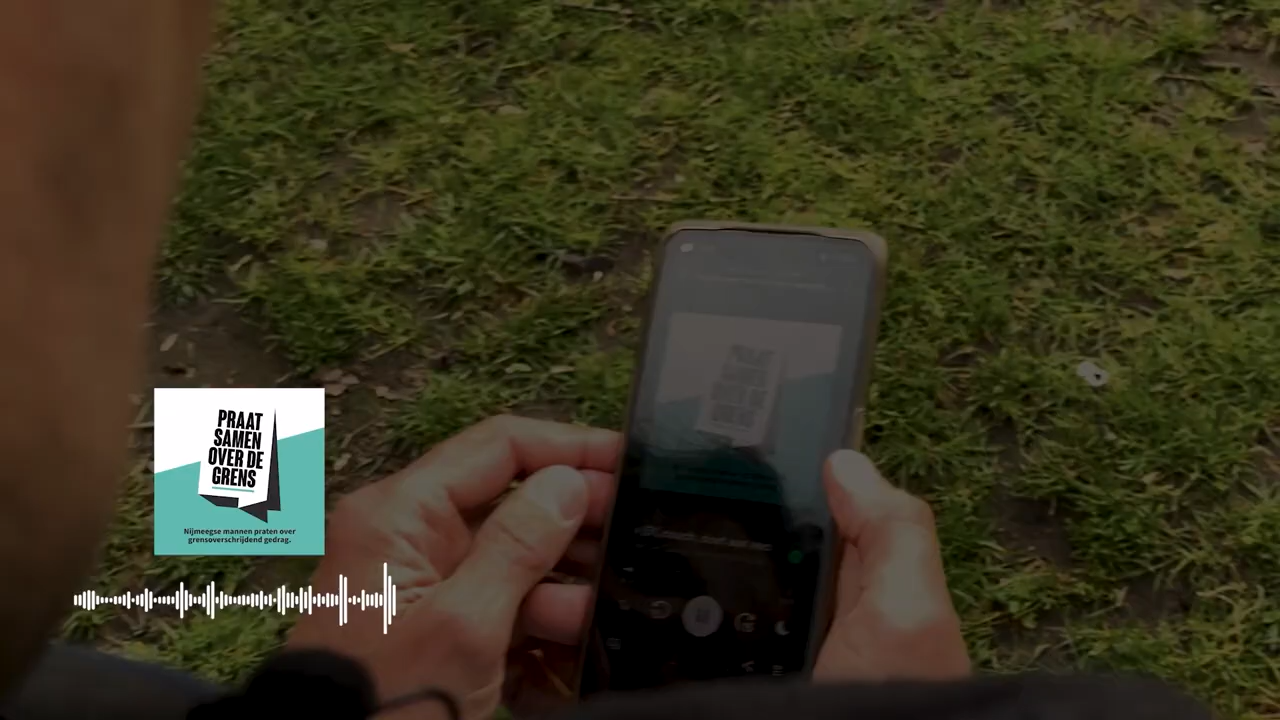 PRAAT
SAMEN
OVER DE
GRENS
Nijmeegse mannen praten over
grensoverschrijdend gedrag.